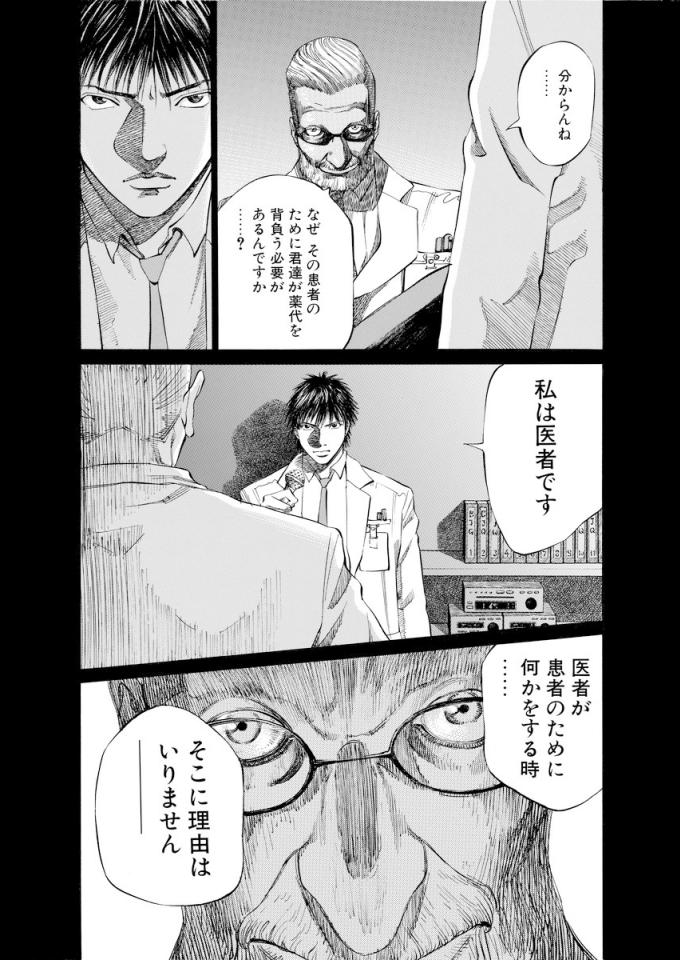 分からんね
……
なぜ その患者の
ために君達が薬代を
背負う必要が
あるんですか
……?
私は医者です
医者が
患者のために
何かをする時
……
そこに理由は
いりません
――